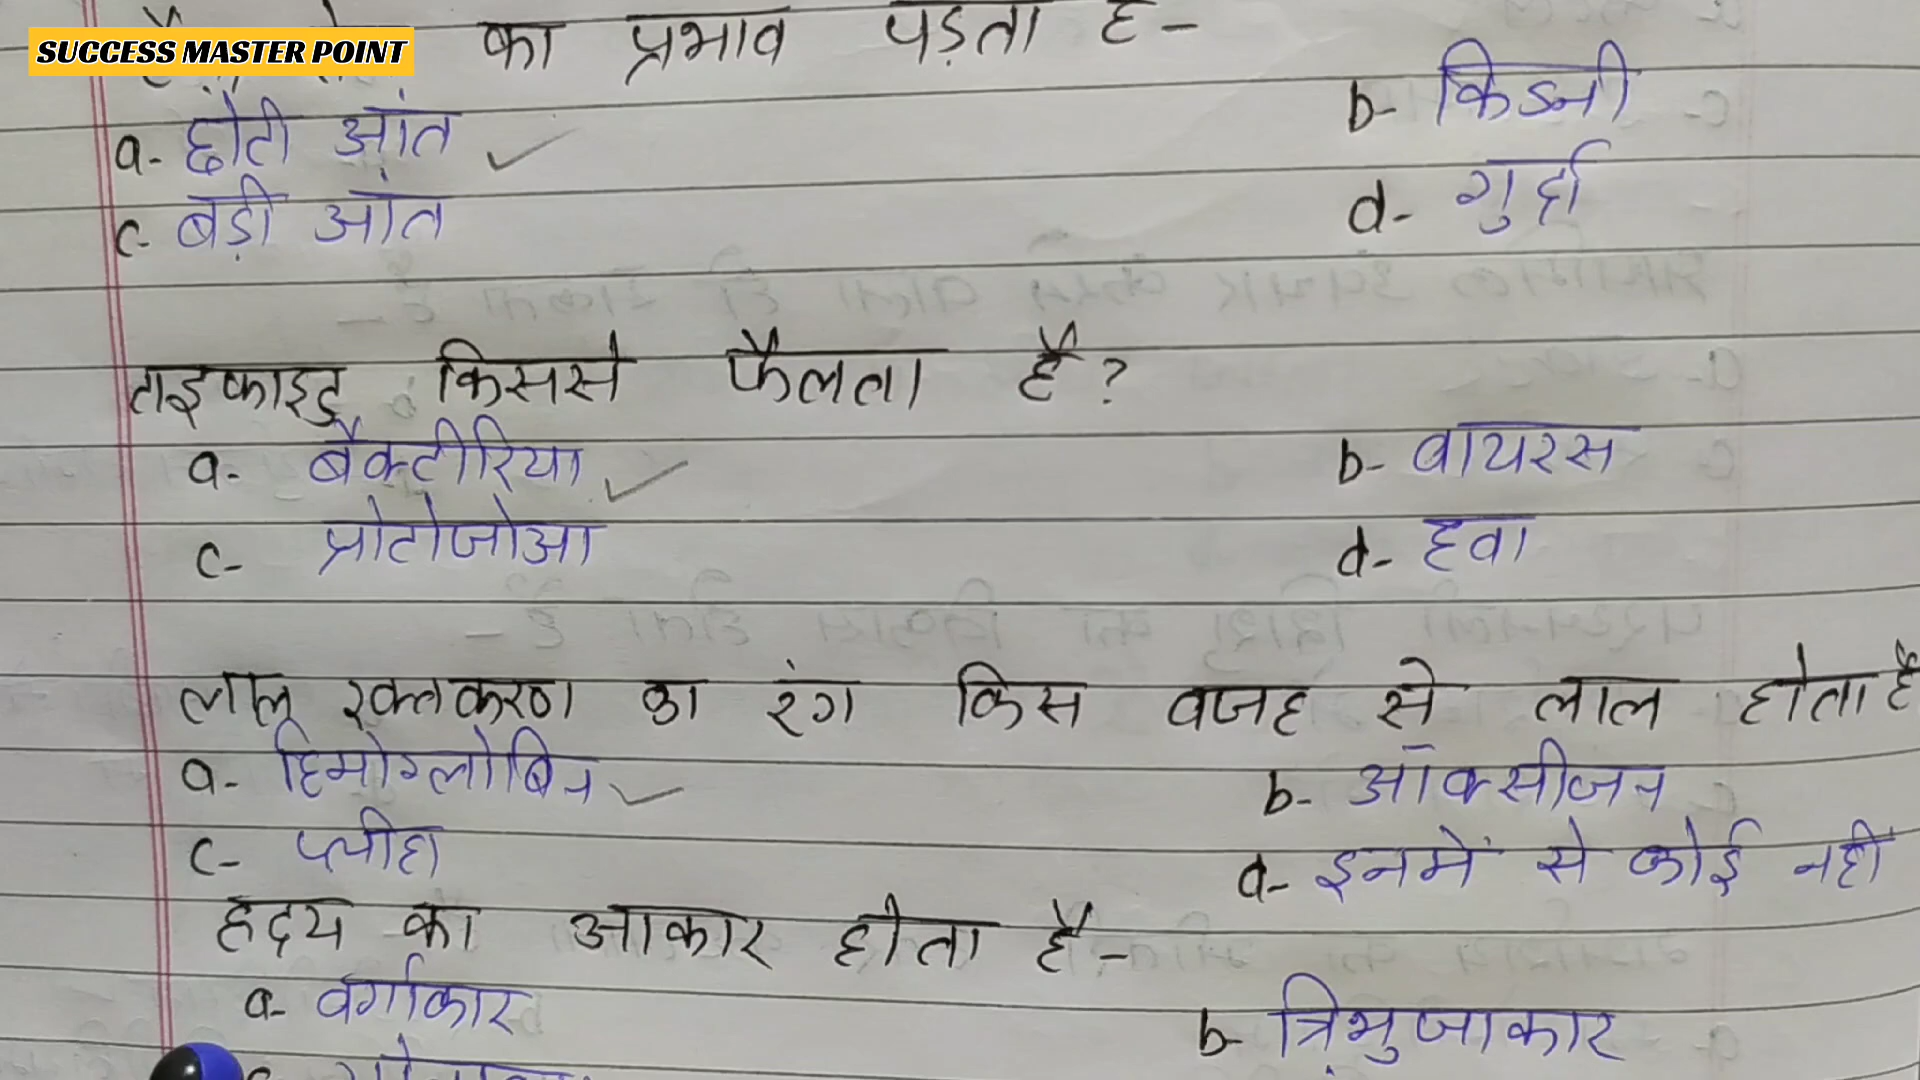 SUCCESS MASTER POINT
का प्रभाव पड़ता है -
a- छोटी आंत ✓ b- किडनी
c- बड़ी आंत d- गुर्दा
टाइफाइड किससे फैलता है ?
a- बैक्टीरिया ✓ b- वायरस
c- प्रोटोजोआ d- हवा
लाल रक्तकण का रंग किस वजह से लाल होता है
a- हिमोग्लोबिन ✓ b- ऑक्सीजन
c- प्लीहा d- इनमें से कोई नहीं
हृदय का आकार होता है -
a- वर्गाकार b- त्रिभुजाकार